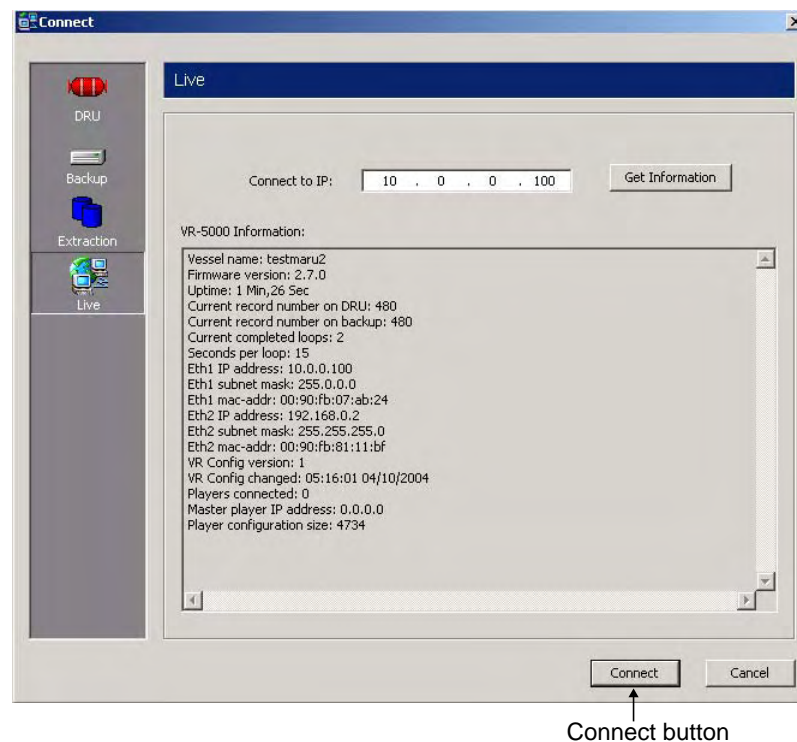 Connect
DRU
Backup
Extraction
Live
Live
Connect to IP: 10 . 0 . 0 . 100 Get Information
VR-5000 Information:
Vessel name: testmaru2
Firmware version: 2.7.0
Uptime: 1 Min,26 Sec
Current record number on DRU: 480
Current record number on backup: 480
Current completed loops: 2
Seconds per loop: 15
Eth1 IP address: 10.0.0.100
Eth1 subnet mask: 255.0.0.0
Eth1 mac-addr: 00:90:fb:07:ab:24
Eth2 IP address: 192.168.0.2
Eth2 subnet mask: 255.255.255.0
Eth2 mac-addr: 00:90:fb:81:11:bf
VR Config version: 1
VR Config changed: 05:16:01 04/10/2004
Players connected: 0
Master player IP address: 0.0.0.0
Player configuration size: 4734
Connect Cancel
Connect button